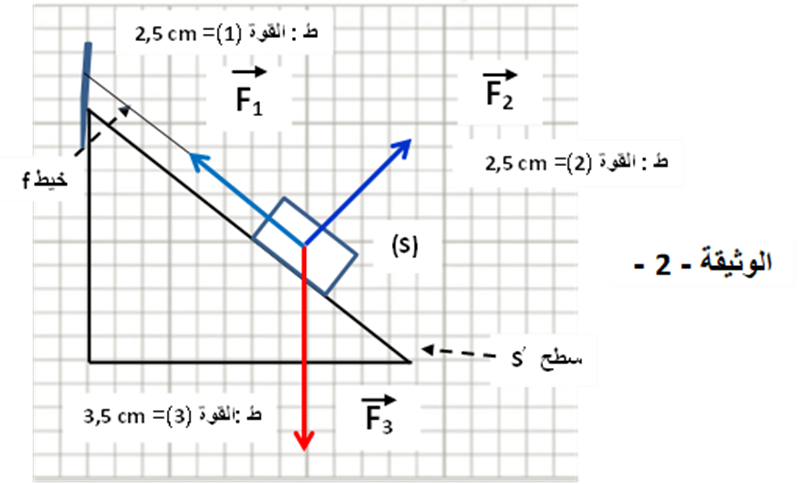 ط : القوة (1)= 2,5 cm
F₁
F₂
ط : القوة (2)= 2,5 cm
خيط f
(S)
الوثيقة - 2 -
سطح S′
ط :القوة (3)= 3,5 cm
F₃